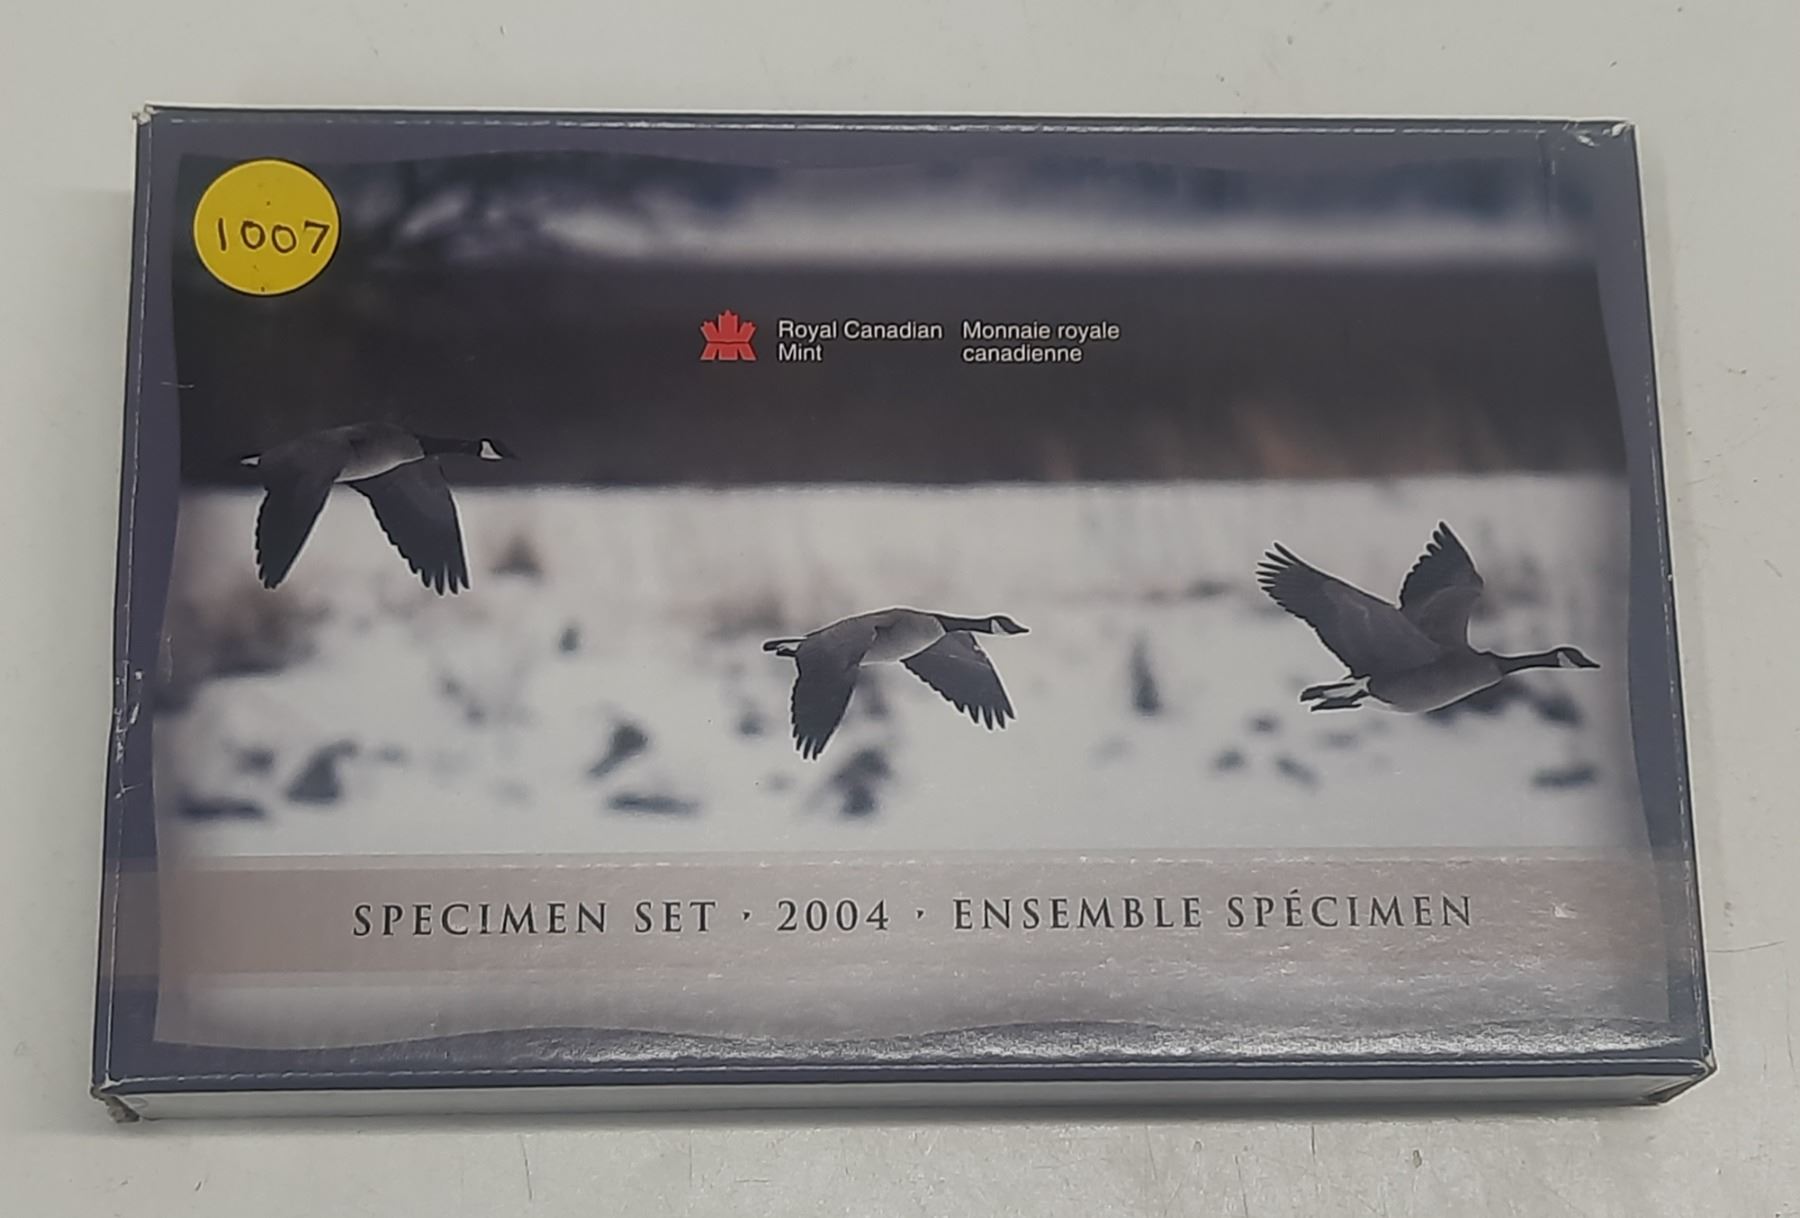 1007
Royal Canadian Mint
Monnaie royale canadienne
SPECIMEN SET · 2004 · ENSEMBLE SPÉCIMEN